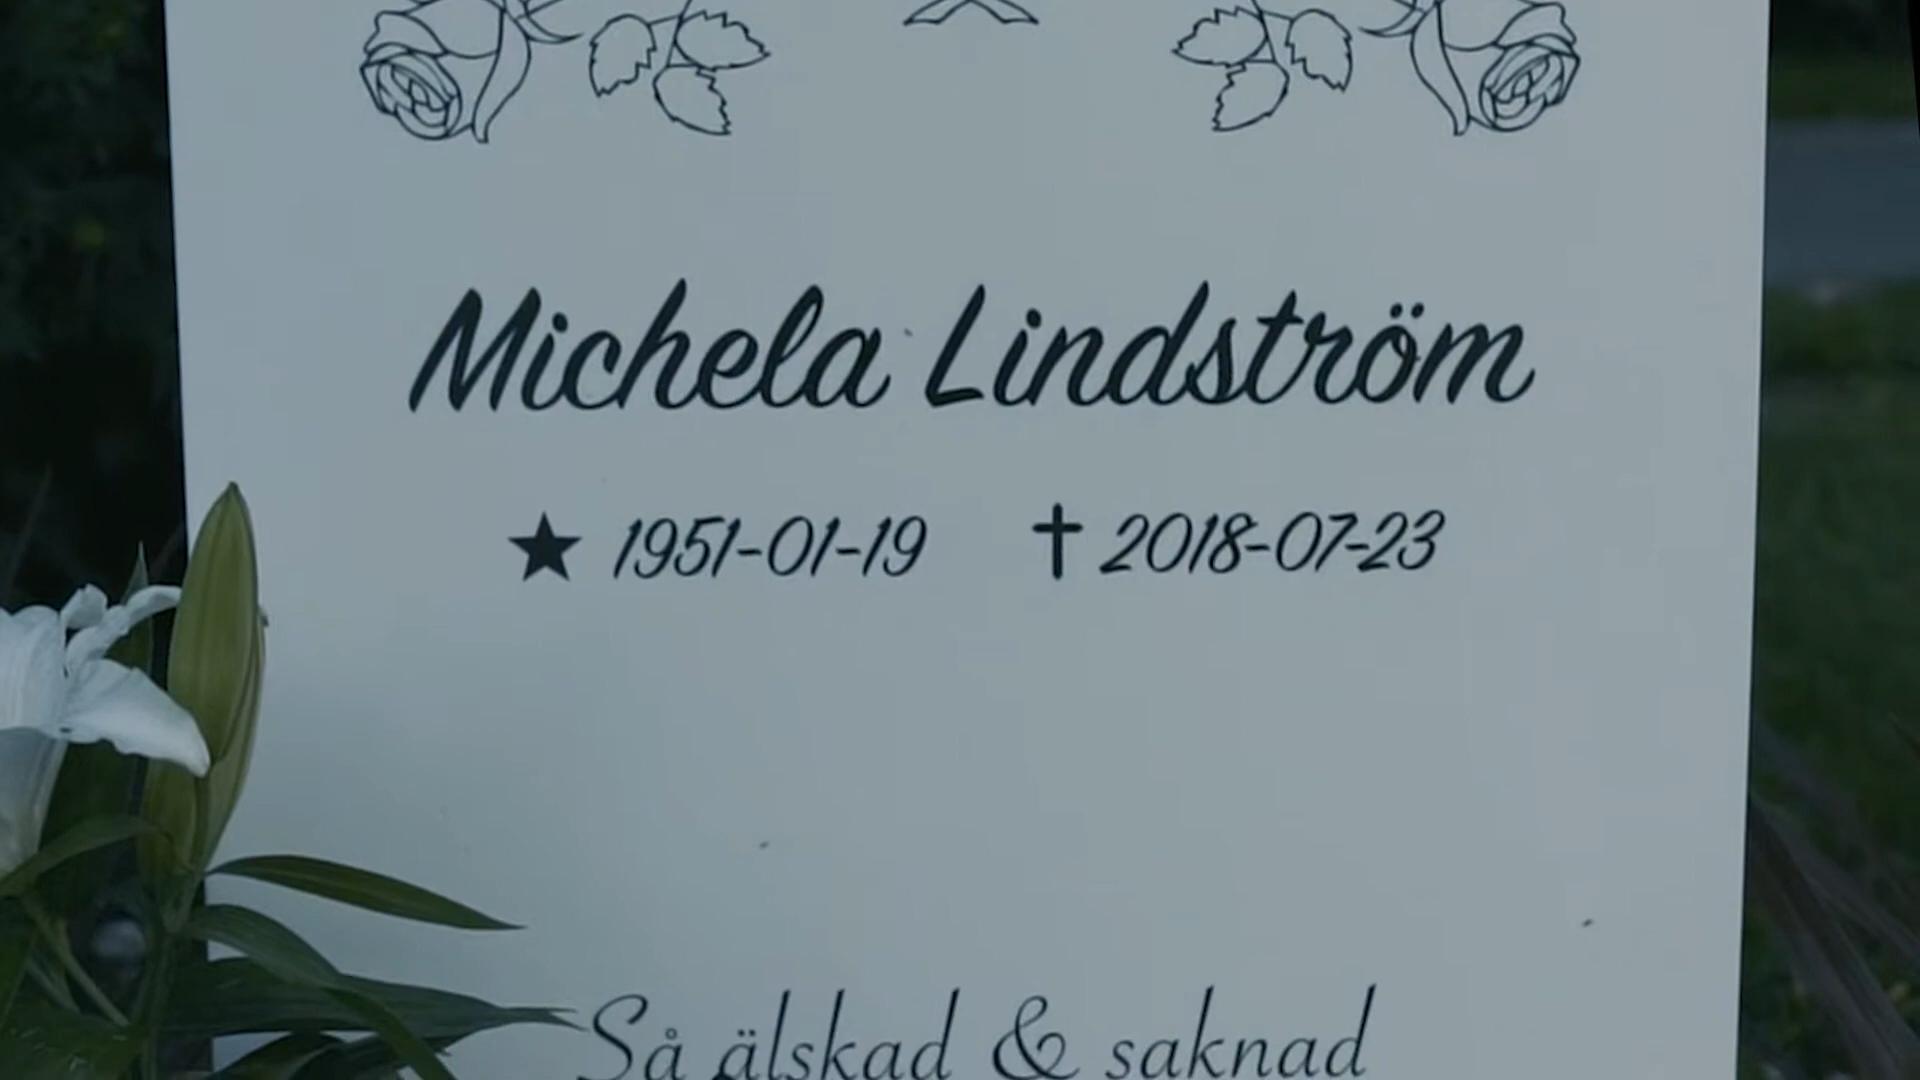 Michela Lindström
★ 1951-01-19 ✝ 2018-07-23
Så älskad & saknad